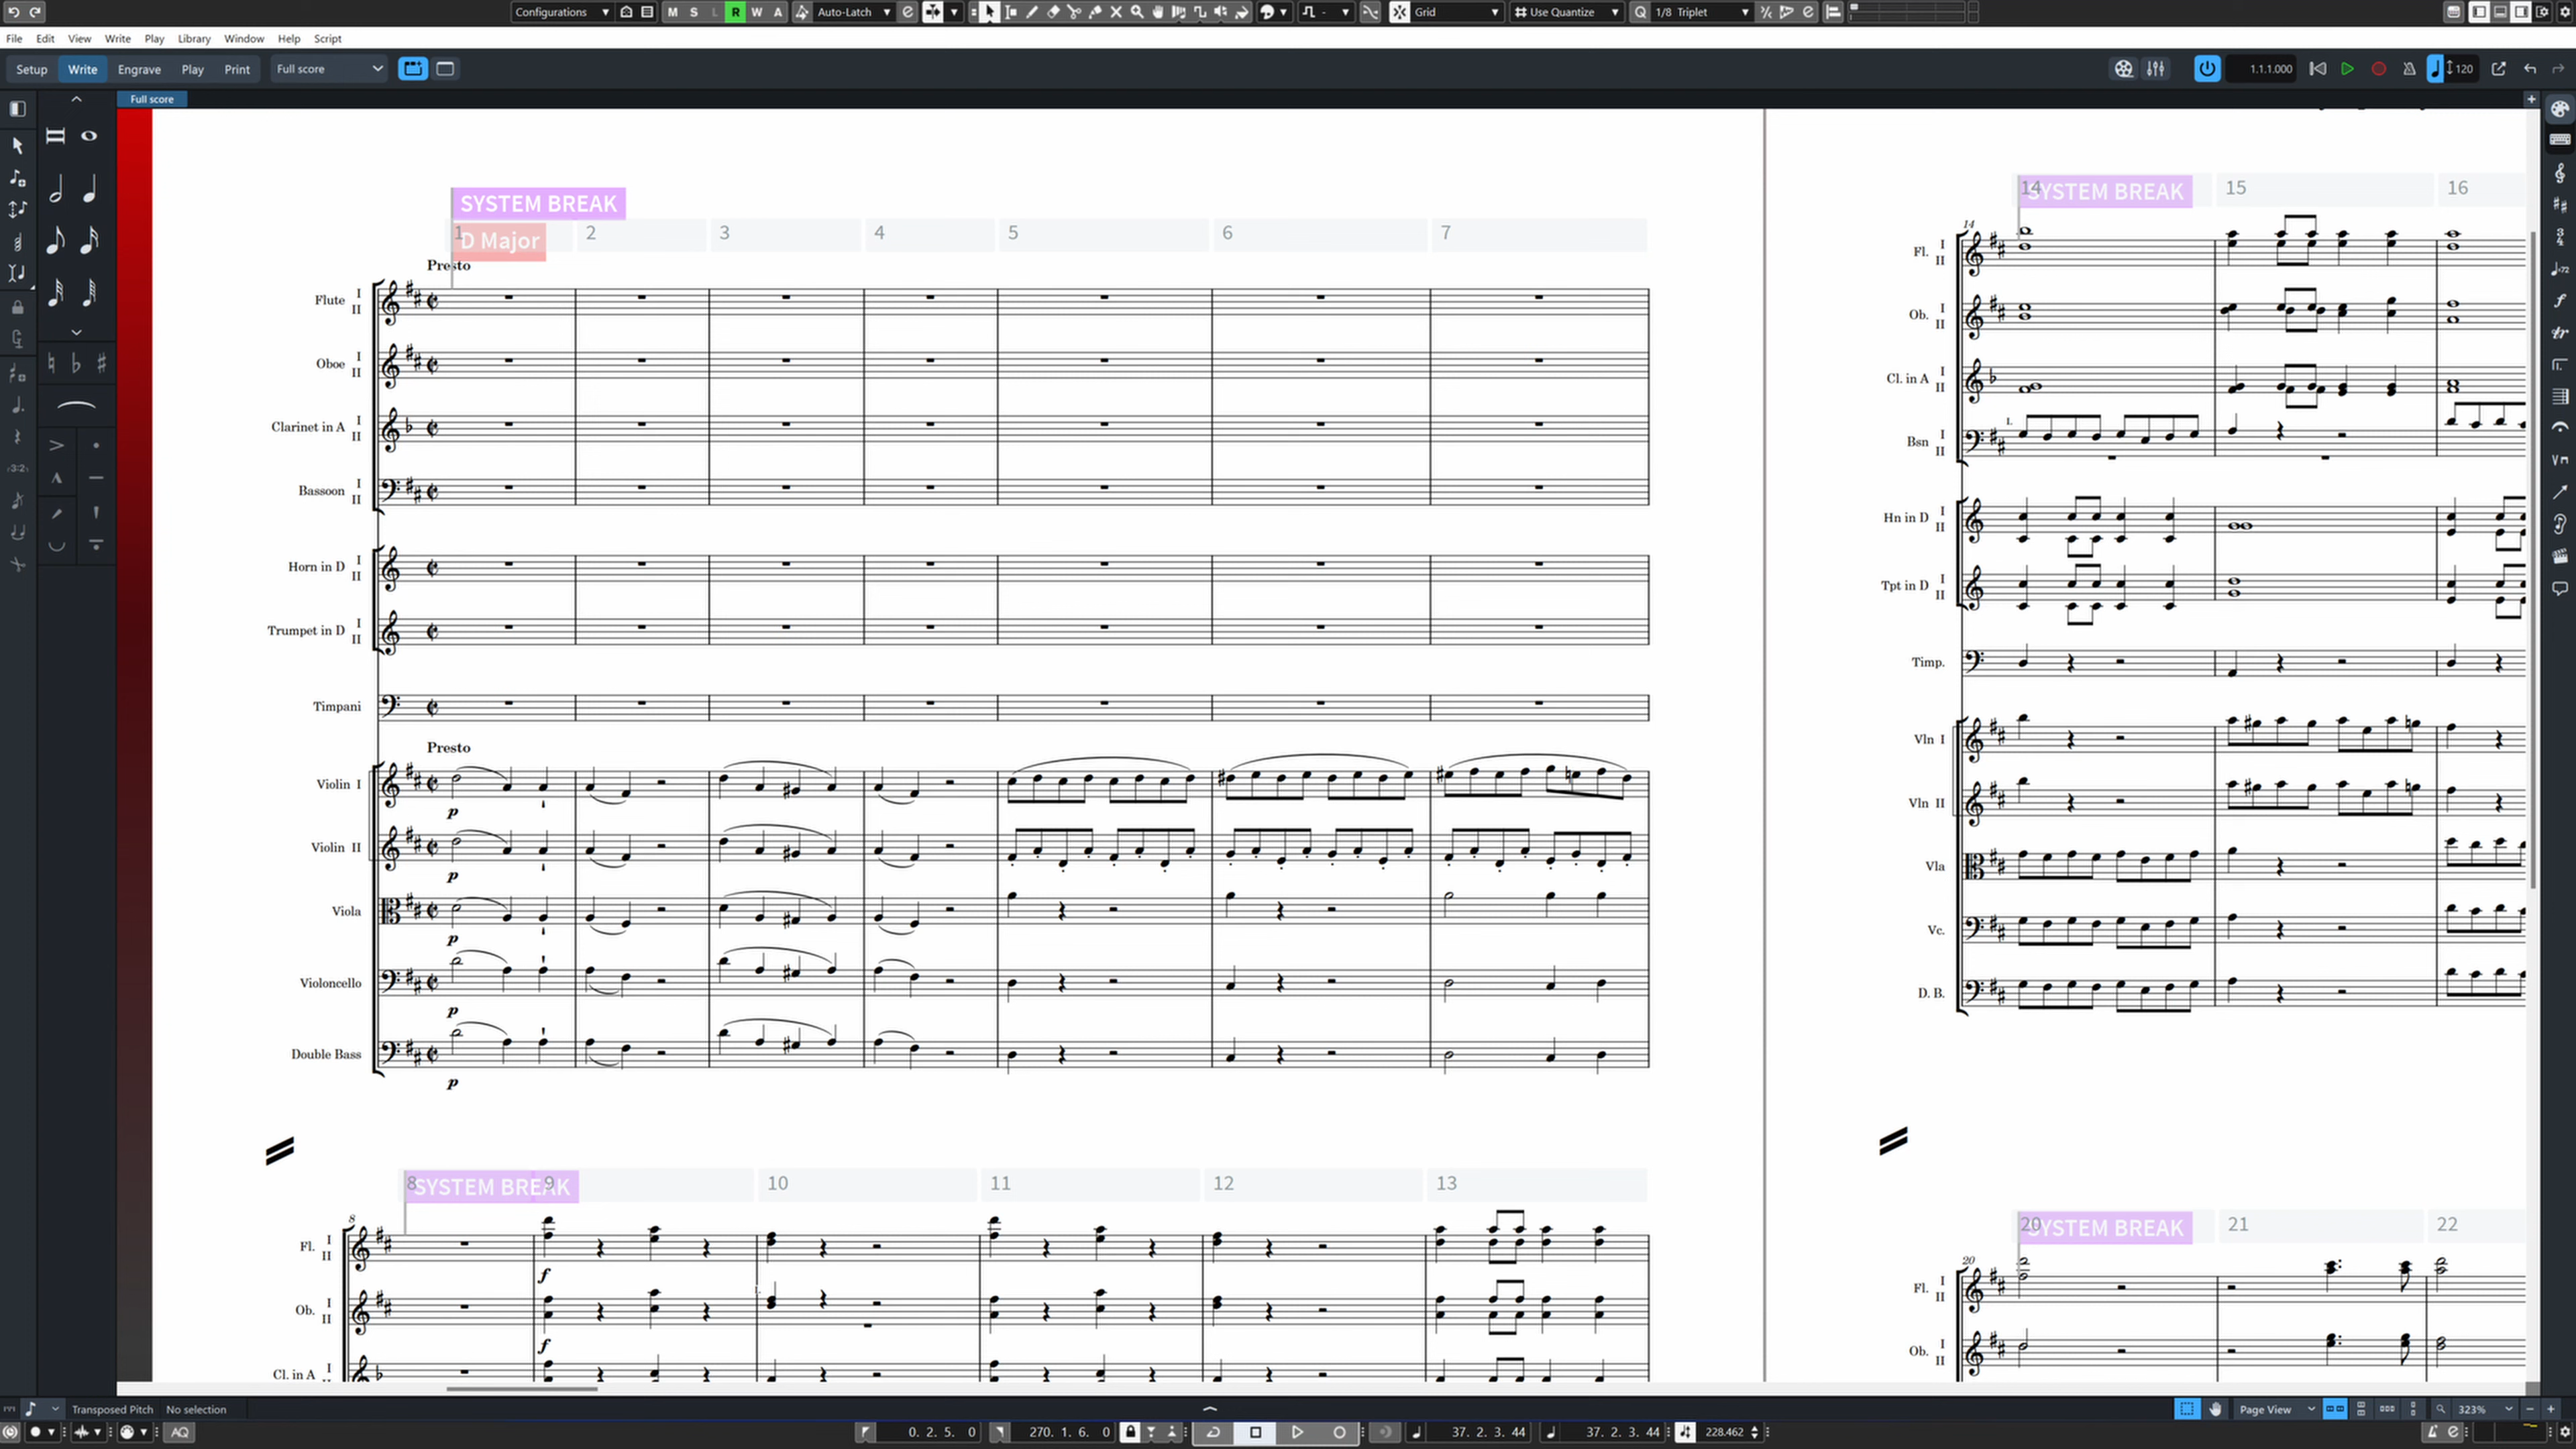 Configurations M S L R W A Auto-Latch Grid Use Quantize Q 1/8 Triplet
File Edit View Write Play Library Window Help Script
Setup Write Engrave Play Print Full score 1.1.1.000 120
Full score
SYSTEM BREAK
1 D Major 2 3 4 5 6 7
Presto
Flute I II
Oboe I II
Clarinet in A I II
Bassoon I II
Horn in D I II
Trumpet in D I II
Timpani
Presto
Violin I
p
Violin II
p
Viola
p
Violoncello
p
Double Bass
p
8 SYSTEM BREAK 9 10 11 12 13
8
Fl. I II
f
Ob. I II
f
Cl. in A I
14 SYSTEM BREAK 15 16
14
Fl. I II
Ob. I II
Cl. in A I II
1.
Bsn I II
Hn in D I II
Tpt in D I II
Timp.
Vln I
Vln II
Vla
Vc.
D. B.
20 SYSTEM BREAK 21 22
20
Fl. I II
Ob. I II
Transposed Pitch No selection Page View 323%
AQ 0. 2. 5. 0 270. 1. 6. 0 37. 2. 3. 44 37. 2. 3. 44 228.462